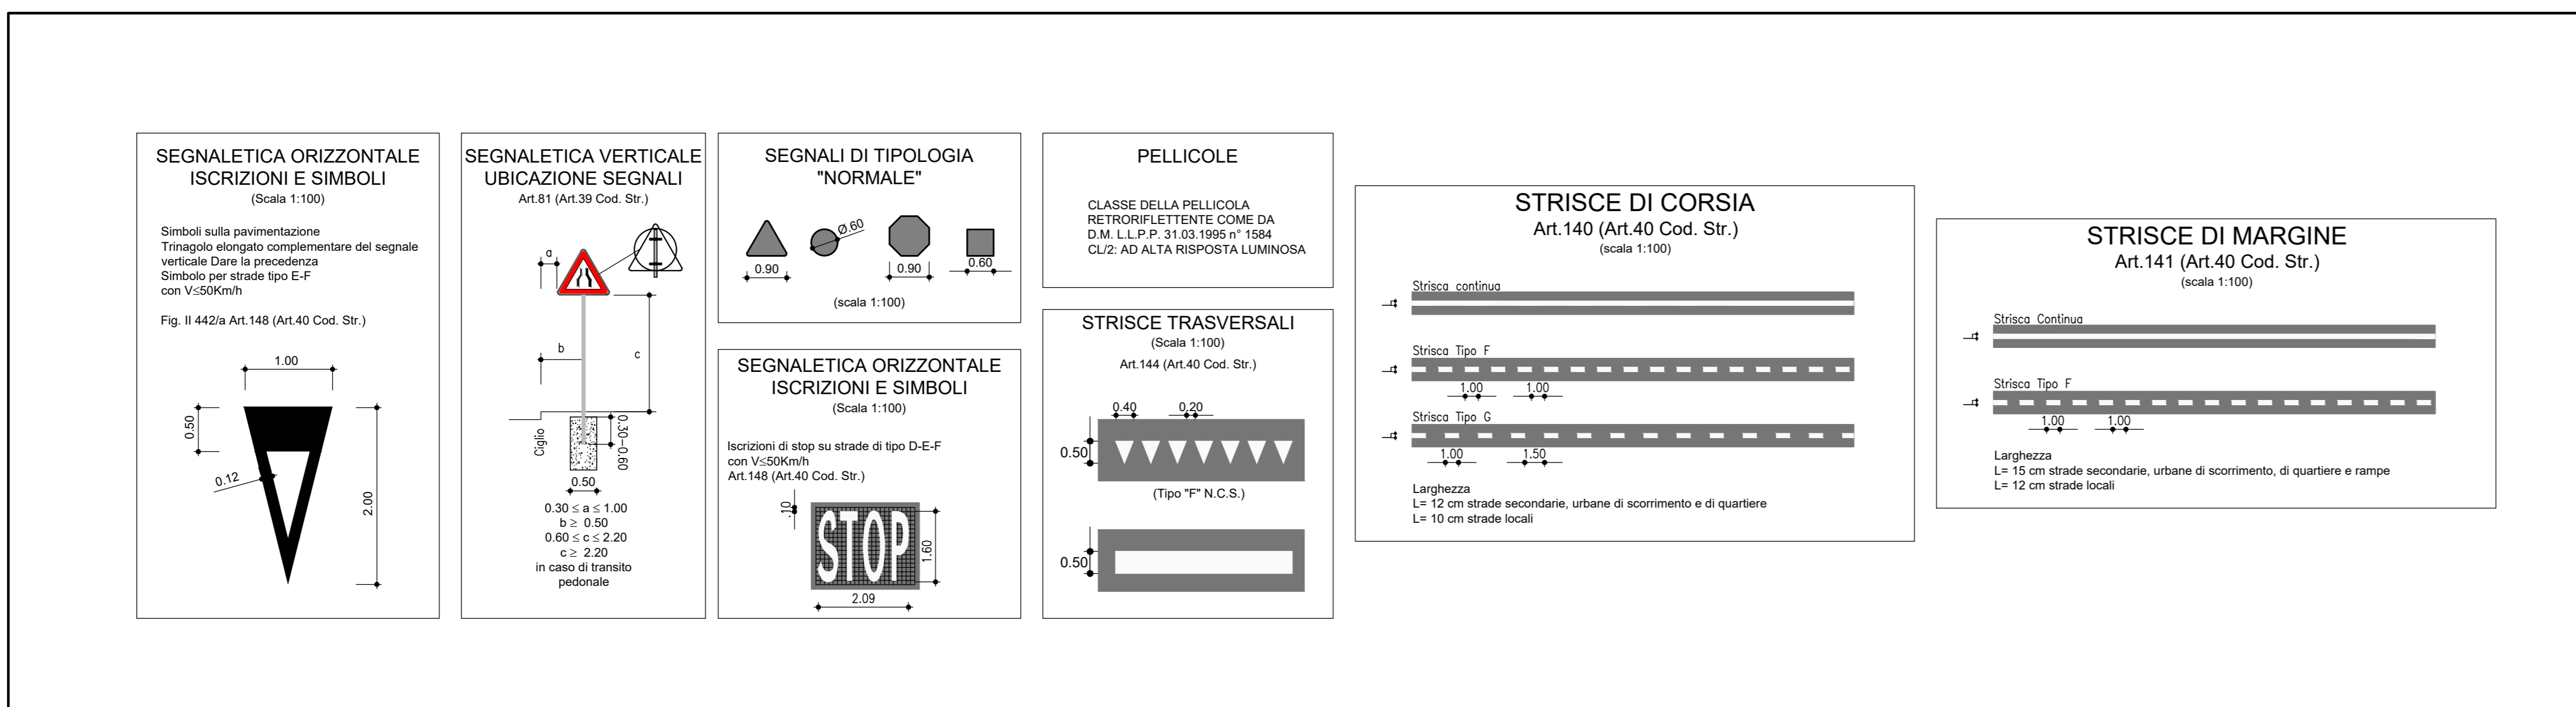 SEGNALETICA ORIZZONTALE
ISCRIZIONI E SIMBOLI
(Scala 1:100)
Simboli sulla pavimentazione
Trinagolo elongato complementare del segnale
verticale Dare la precedenza
Simbolo per strade tipo E-F
con V≤50Km/h
Fig. II 442/a Art.148 (Art.40 Cod. Str.)
1.00
0.50
0.12
2.00
SEGNALETICA VERTICALE
UBICAZIONE SEGNALI
Art.81 (Art.39 Cod. Str.)
a
b
c
Ciglio
0.30-0.60
0.50
0.30 ≤ a ≤ 1.00
b ≥ 0.50
0.60 ≤ c ≤ 2.20
c ≥ 2.20
in caso di transito
pedonale
SEGNALI DI TIPOLOGIA
"NORMALE"
Ø.60
0.90
0.90
0.60
(scala 1:100)
SEGNALETICA ORIZZONTALE
ISCRIZIONI E SIMBOLI
(Scala 1:100)
Iscrizioni di stop su strade di tipo D-E-F
con V≤50Km/h
Art.148 (Art.40 Cod. Str.)
.10
STOP
1.60
2.09
PELLICOLE
CLASSE DELLA PELLICOLA
RETRORIFLETTENTE COME DA
D.M. L.L.P.P. 31.03.1995 n° 1584
CL/2: AD ALTA RISPOSTA LUMINOSA
STRISCE TRASVERSALI
(Scala 1:100)
Art.144 (Art.40 Cod. Str.)
0.40 0.20
0.50
(Tipo "F" N.C.S.)
0.50
STRISCE DI CORSIA
Art.140 (Art.40 Cod. Str.)
(scala 1:100)
Strisca continua
Strisca Tipo F
1.00 1.00
Strisca Tipo G
1.00 1.50
Larghezza
L= 12 cm strade secondarie, urbane di scorrimento e di quartiere
L= 10 cm strade locali
STRISCE DI MARGINE
Art.141 (Art.40 Cod. Str.)
(scala 1:100)
Strisca Continua
Strisca Tipo F
1.00 1.00
Larghezza
L= 15 cm strade secondarie, urbane di scorrimento, di quartiere e rampe
L= 12 cm strade locali